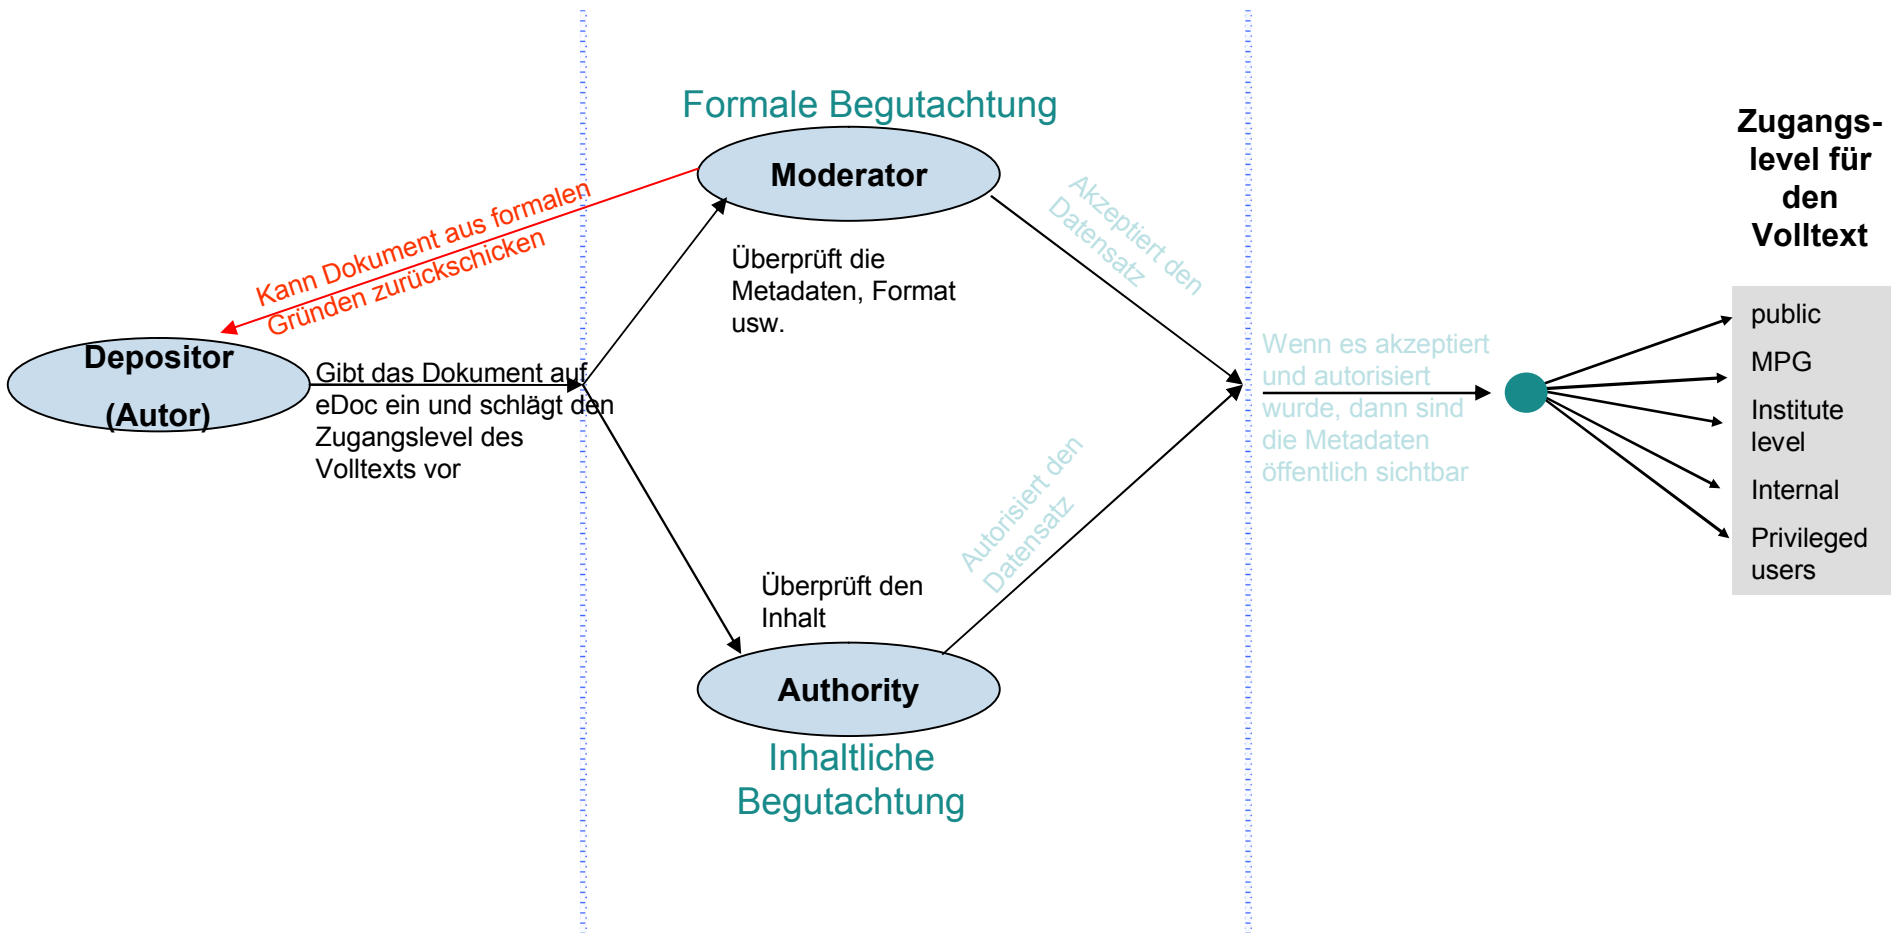 Formale Begutachtung
Moderator
Kann Dokument aus formalen
Gründen zurückschicken
Überprüft die
Metadaten, Format
usw.
Akzeptiert den
Datensatz
Depositor
(Autor)
Gibt das Dokument auf
eDoc ein und schlägt den
Zugangslevel des
Volltexts vor
Autorisiert den
Datensatz
Überprüft den
Inhalt
Authority
Inhaltliche
Begutachtung
Wenn es akzeptiert
und autorisiert
wurde, dann sind
die Metadaten
öffentlich sichtbar
Zugangs-
level für
den
Volltext
public
MPG
Institute
level
Internal
Privileged
users